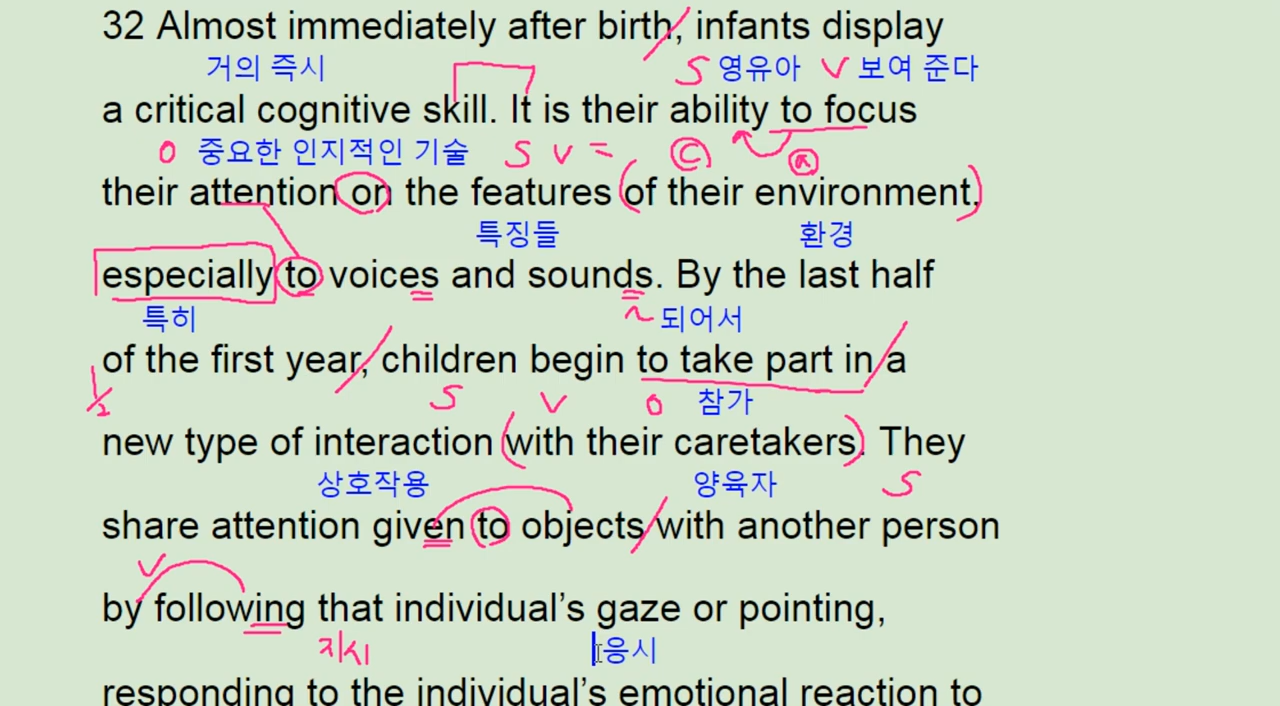 32 Almost immediately after birth, infants display
거의 즉시 S 영유아 V 보여 준다
a critical cognitive skill. It is their ability to focus
O 중요한 인지적인 기술 S V = C a
their attention on the features (of their environment,)
특징들 환경
especially to voices and sounds. By the last half
특히 ~되어서
of the first year, children begin to take part in a
1/2 S V O 참가
new type of interaction (with their caretakers). They
상호작용 양육자 S
share attention given to objects with another person
V
by following that individual's gaze or pointing,
지시 응시
responding to the individual's emotional reaction to